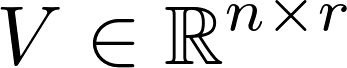 V ∈ ℝ^{n×r}